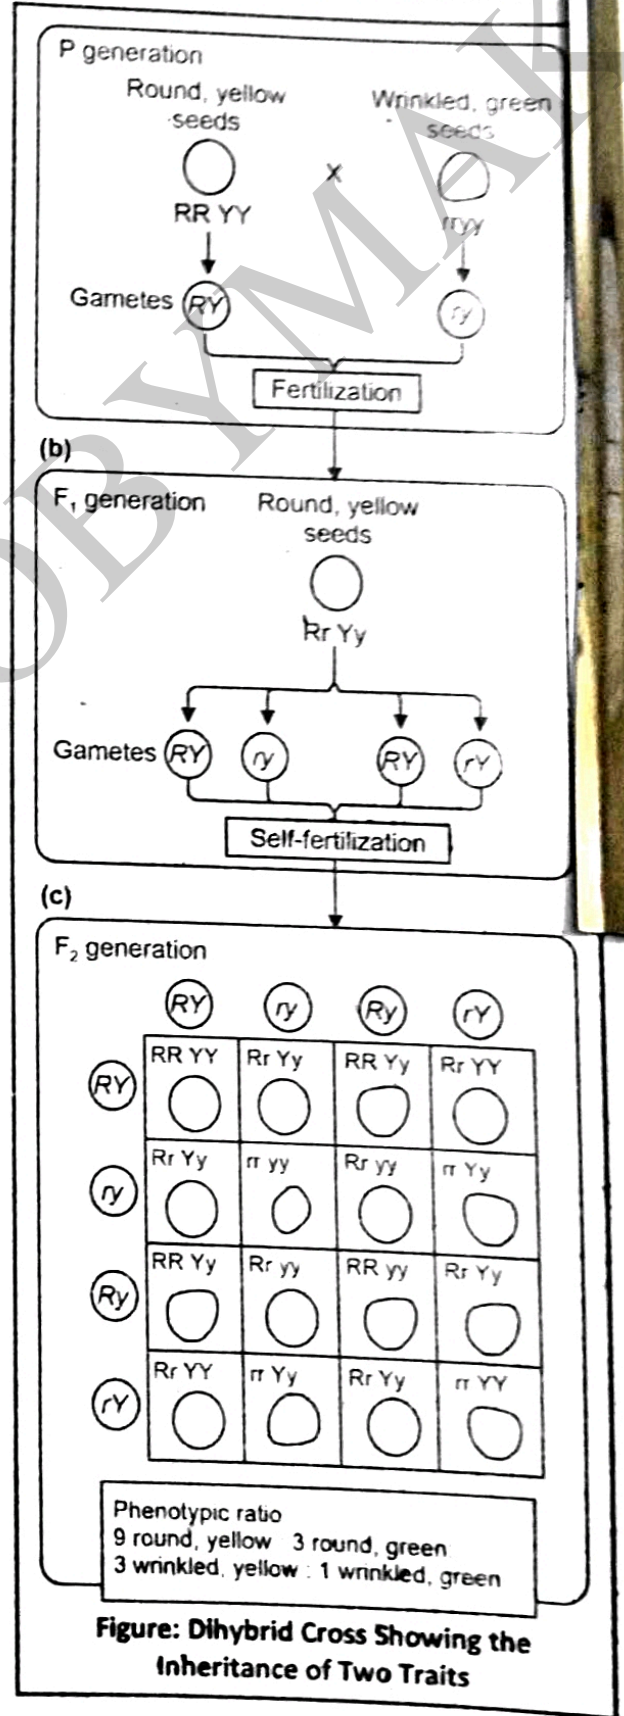 P generation
Round, yellow
seeds
Wrinkled, green
seeds
X
RR YY
rryy
Gametes RY
ry
Fertilization
(b)
F₁ generation
Round, yellow
seeds
Rr Yy
Gametes RY ry RY rY
Self-fertilization
(c)
F₂ generation
RY ry Ry rY
RY RR YY Rr Yy RR Yy Rr YY
ry Rr Yy rr yy Rr yy rr Yy
Ry RR Yy Rr yy RR yy Rr Yy
rY Rr YY rr Yy Rr Yy rr YY
Phenotypic ratio
9 round, yellow : 3 round, green
3 wrinkled, yellow : 1 wrinkled, green
Figure: Dihybrid Cross Showing the
Inheritance of Two Traits
OBYMAK